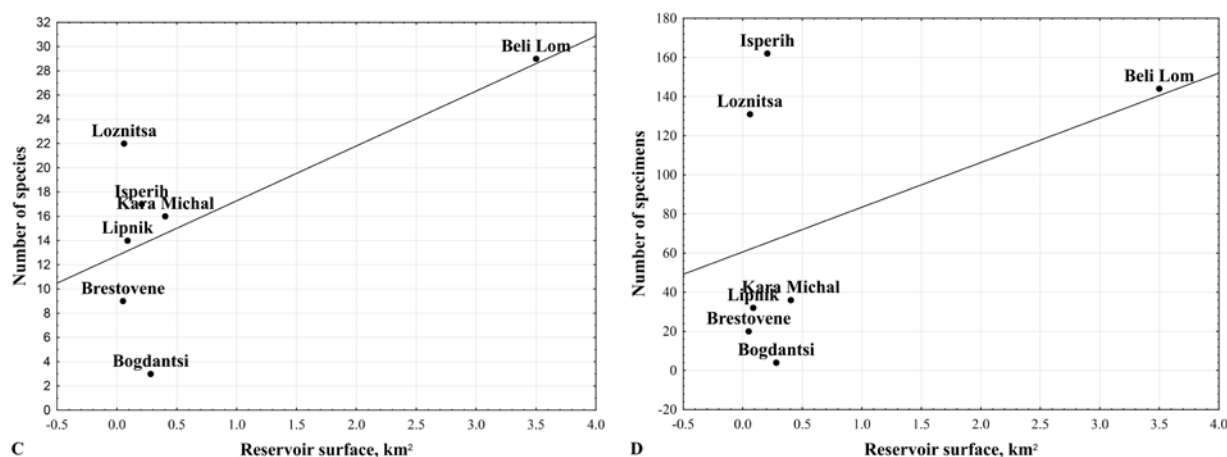 32
30
28
26
24
22
20
18
16
14
12
10
8
6
4
2
0
Number of species
Beli Lom
Loznitsa
Isperih
Kara Michal
Lipnik
Brestovene
Bogdantsi
-0.5 0.0 0.5 1.0 1.5 2.0 2.5 3.0 3.5 4.0
C Reservoir surface, km²
180
160
140
120
100
80
60
40
20
0
-20
Number of specimens
Isperih
Beli Lom
Loznitsa
Kara Michal
Lipnik
Brestovene
Bogdantsi
-0.5 0.0 0.5 1.0 1.5 2.0 2.5 3.0 3.5 4.0
D Reservoir surface, km²